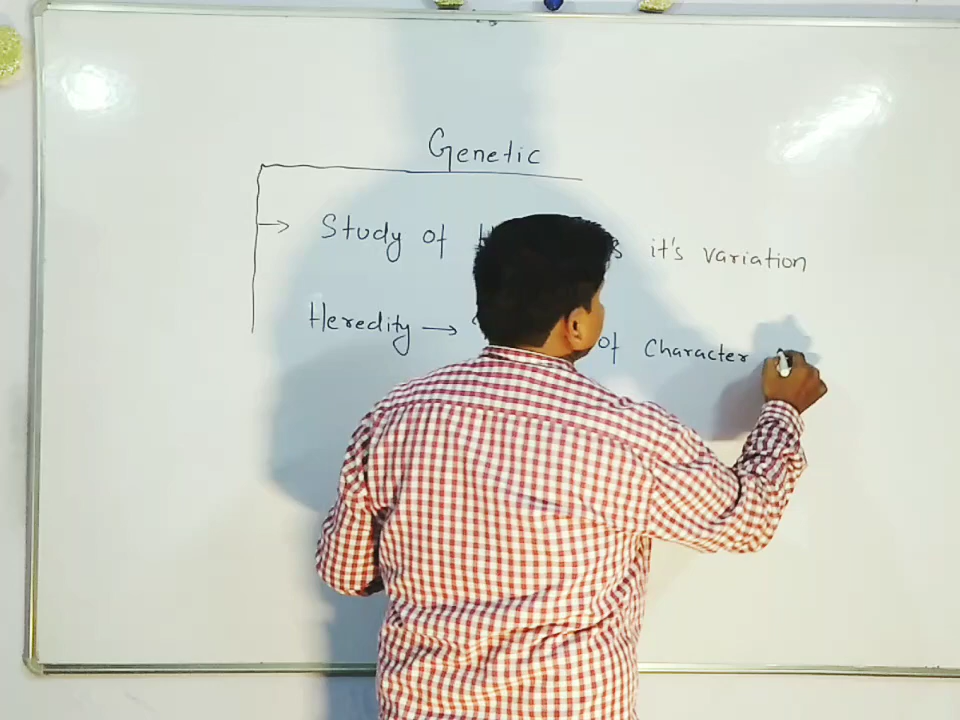 Genetic
→ Study of it's variation
Heredity → of Character